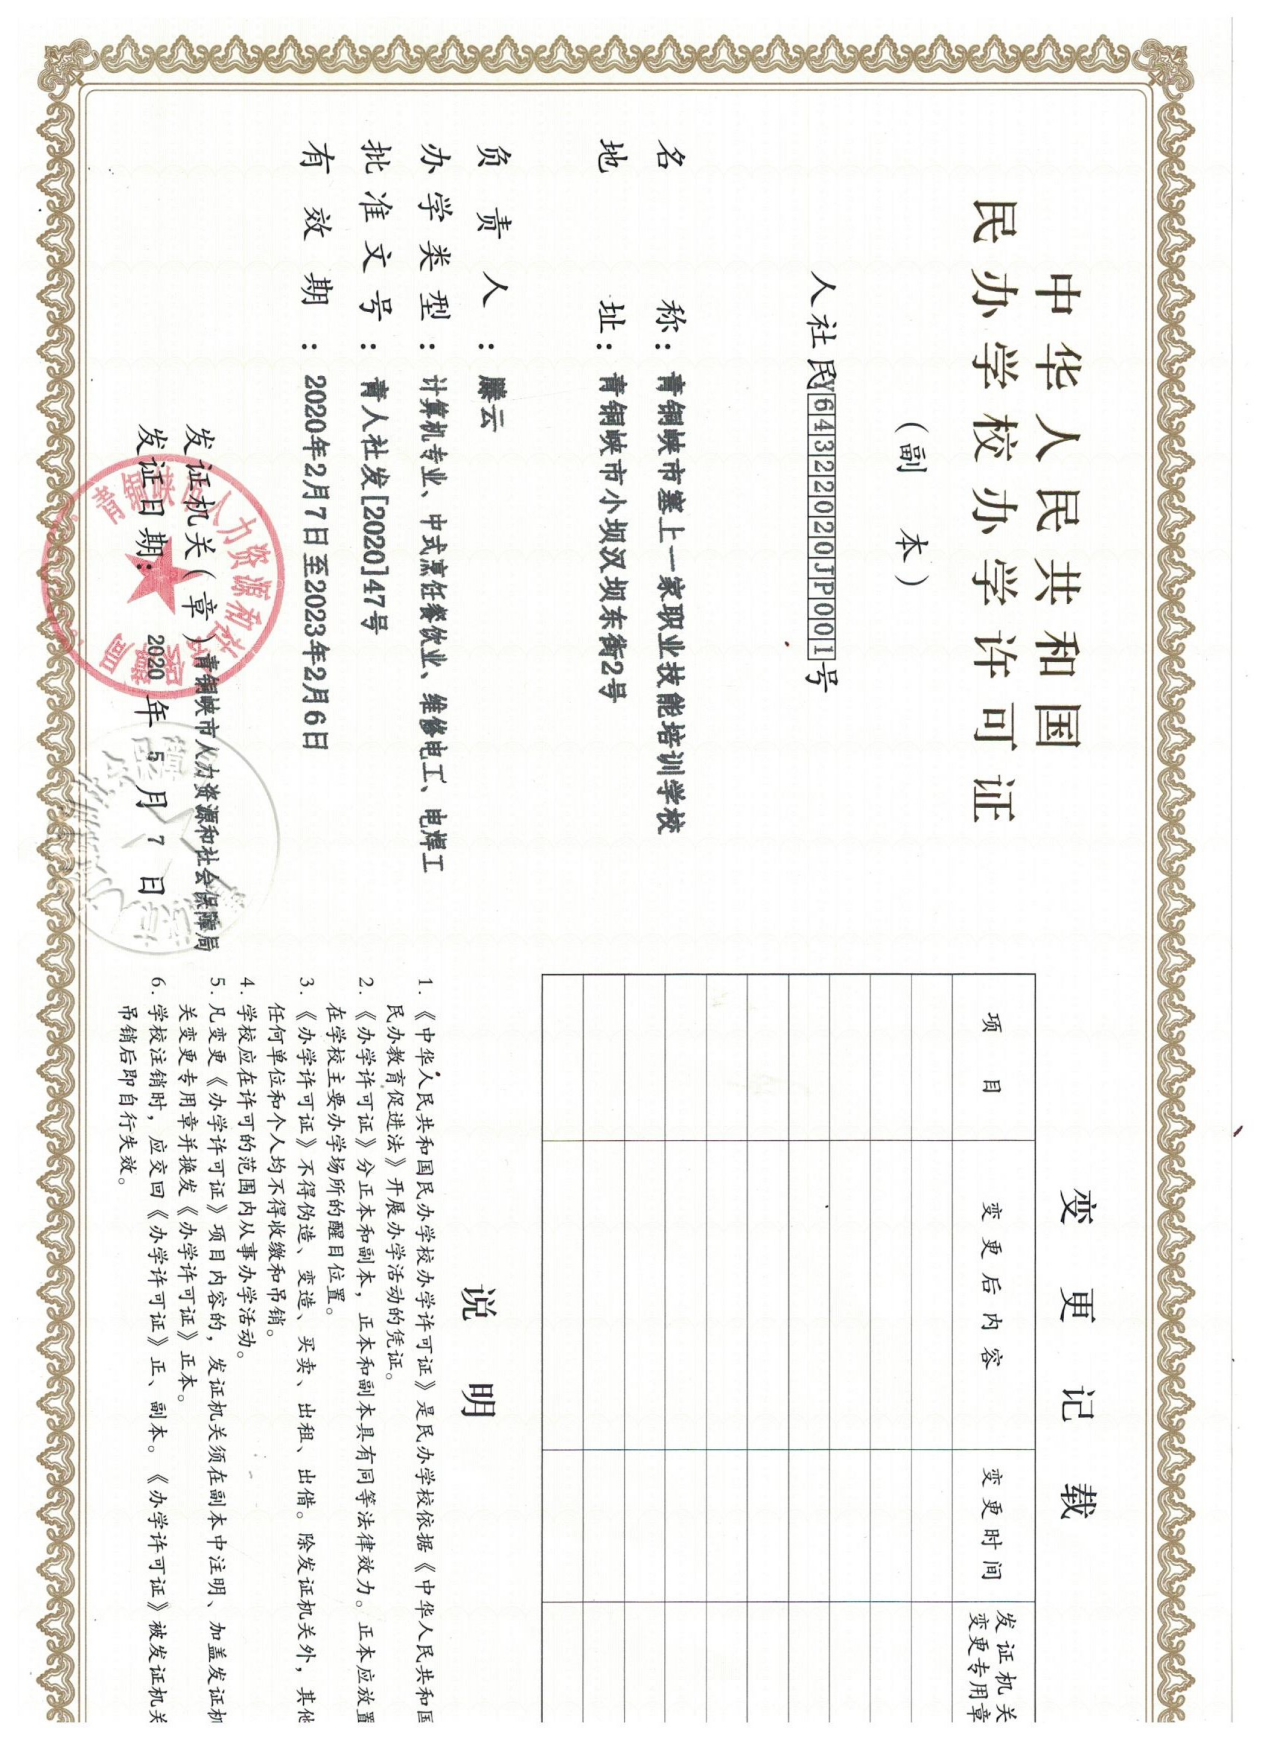 中华人民共和国
民办学校办学许可证
（副 本）
人社民Y6432202 0JP001号
名 称：青铜峡市塞上一家职业技能培训学校
地 址：青铜峡市小坝汉坝东街2号
负 责 人：滕云
办 学 类 型：计算机专业、中式烹饪餐饮业、维修电工、电焊工
批 准 文 号：青人社发[2020]47号
有 效 期：2020年2月7日至2023年2月6日
发证机关（章）青铜峡市人力资源和社会保障局
发证日期：2020年5月7日
变 更 记 载
项 目 变 更 后 内 容 变 更 时 间 发 证 机 关
变更专用章
说 明
1.《中华人民共和国民办学校办学许可证》是民办学校依据《中华人民共和国
民办教育促进法》开展办学活动的凭证。
2.《办学许可证》分正本和副本，正本和副本具有同等法律效力。正本应放置
在学校主要办学场所的醒目位置。
3.《办学许可证》不得伪造、变造、买卖、出租、出借。除发证机关外，其他
任何单位和个人均不得收缴和吊销。
4.学校应在许可的范围内从事办学活动。
5.凡变更《办学许可证》项目内容的，发证机关须在副本中注明、加盖发证机
关变更专用章并换发《办学许可证》正本。
6.学校注销时，应交回《办学许可证》正、副本。《办学许可证》被发证机关
吊销后即自行失效。